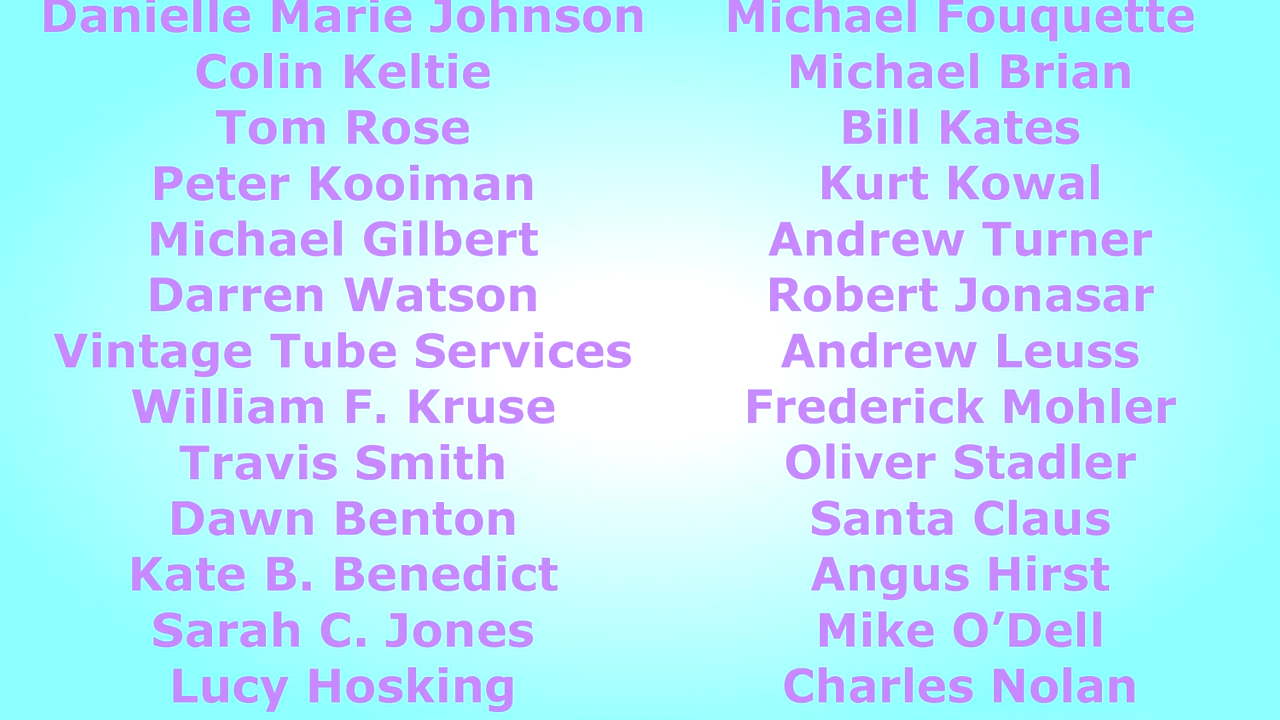 Danielle Marie Johnson
Colin Keltie
Tom Rose
Peter Kooiman
Michael Gilbert
Darren Watson
Vintage Tube Services
William F. Kruse
Travis Smith
Dawn Benton
Kate B. Benedict
Sarah C. Jones
Lucy Hosking
Michael Fouquette
Michael Brian
Bill Kates
Kurt Kowal
Andrew Turner
Robert Jonasar
Andrew Leuss
Frederick Mohler
Oliver Stadler
Santa Claus
Angus Hirst
Mike O’Dell
Charles Nolan